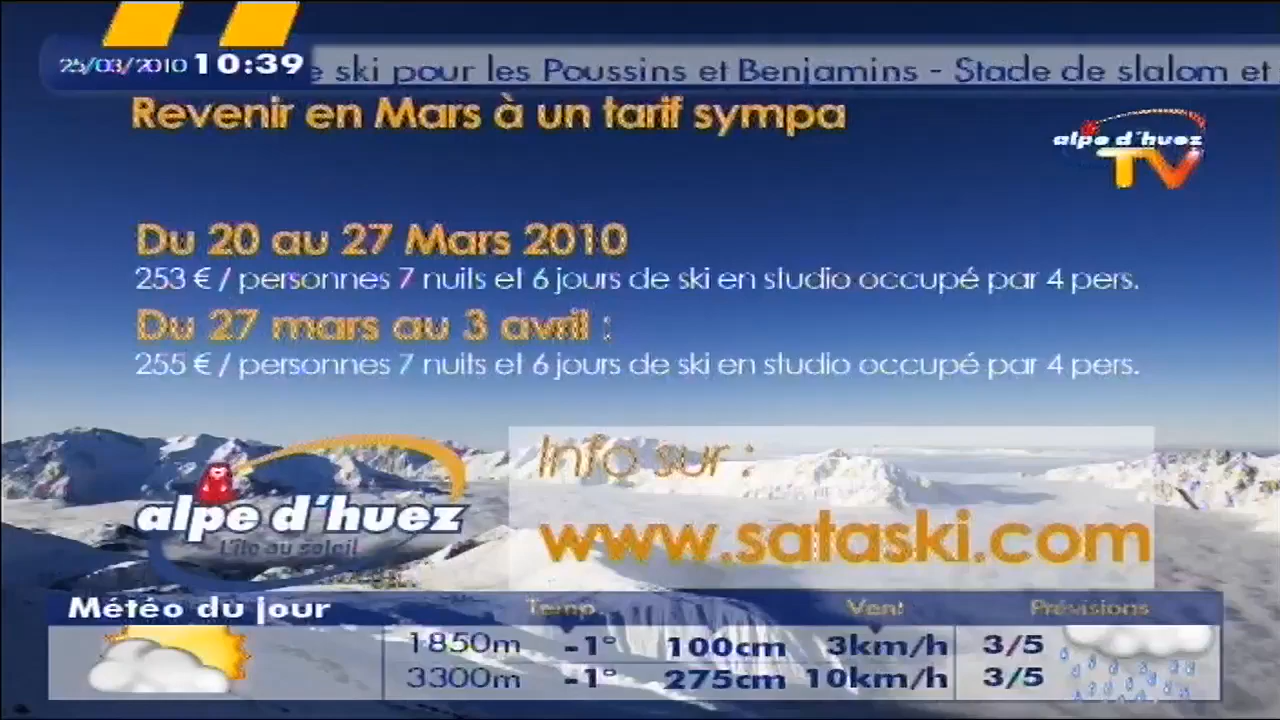 25/03/2010 10:39 e ski pour les Poussins et Benjamins - Stade de slalom et
Revenir en Mars à un tarif sympa
alpe d'huez
TV
Du 20 au 27 Mars 2010
253 € / personnes 7 nuits et 6 jours de ski en studio occupé par 4 pers.
Du 27 mars au 3 avril :
255 € / personnes 7 nuits et 6 jours de ski en studio occupé par 4 pers.
alpe d'huez
L'île au soleil
Info sur :
www.sataski.com
Météo du jour Temp. Vent Prévisions
1850m -1° 100cm 3km/h 3/5
3300m -1° 275cm 10km/h 3/5